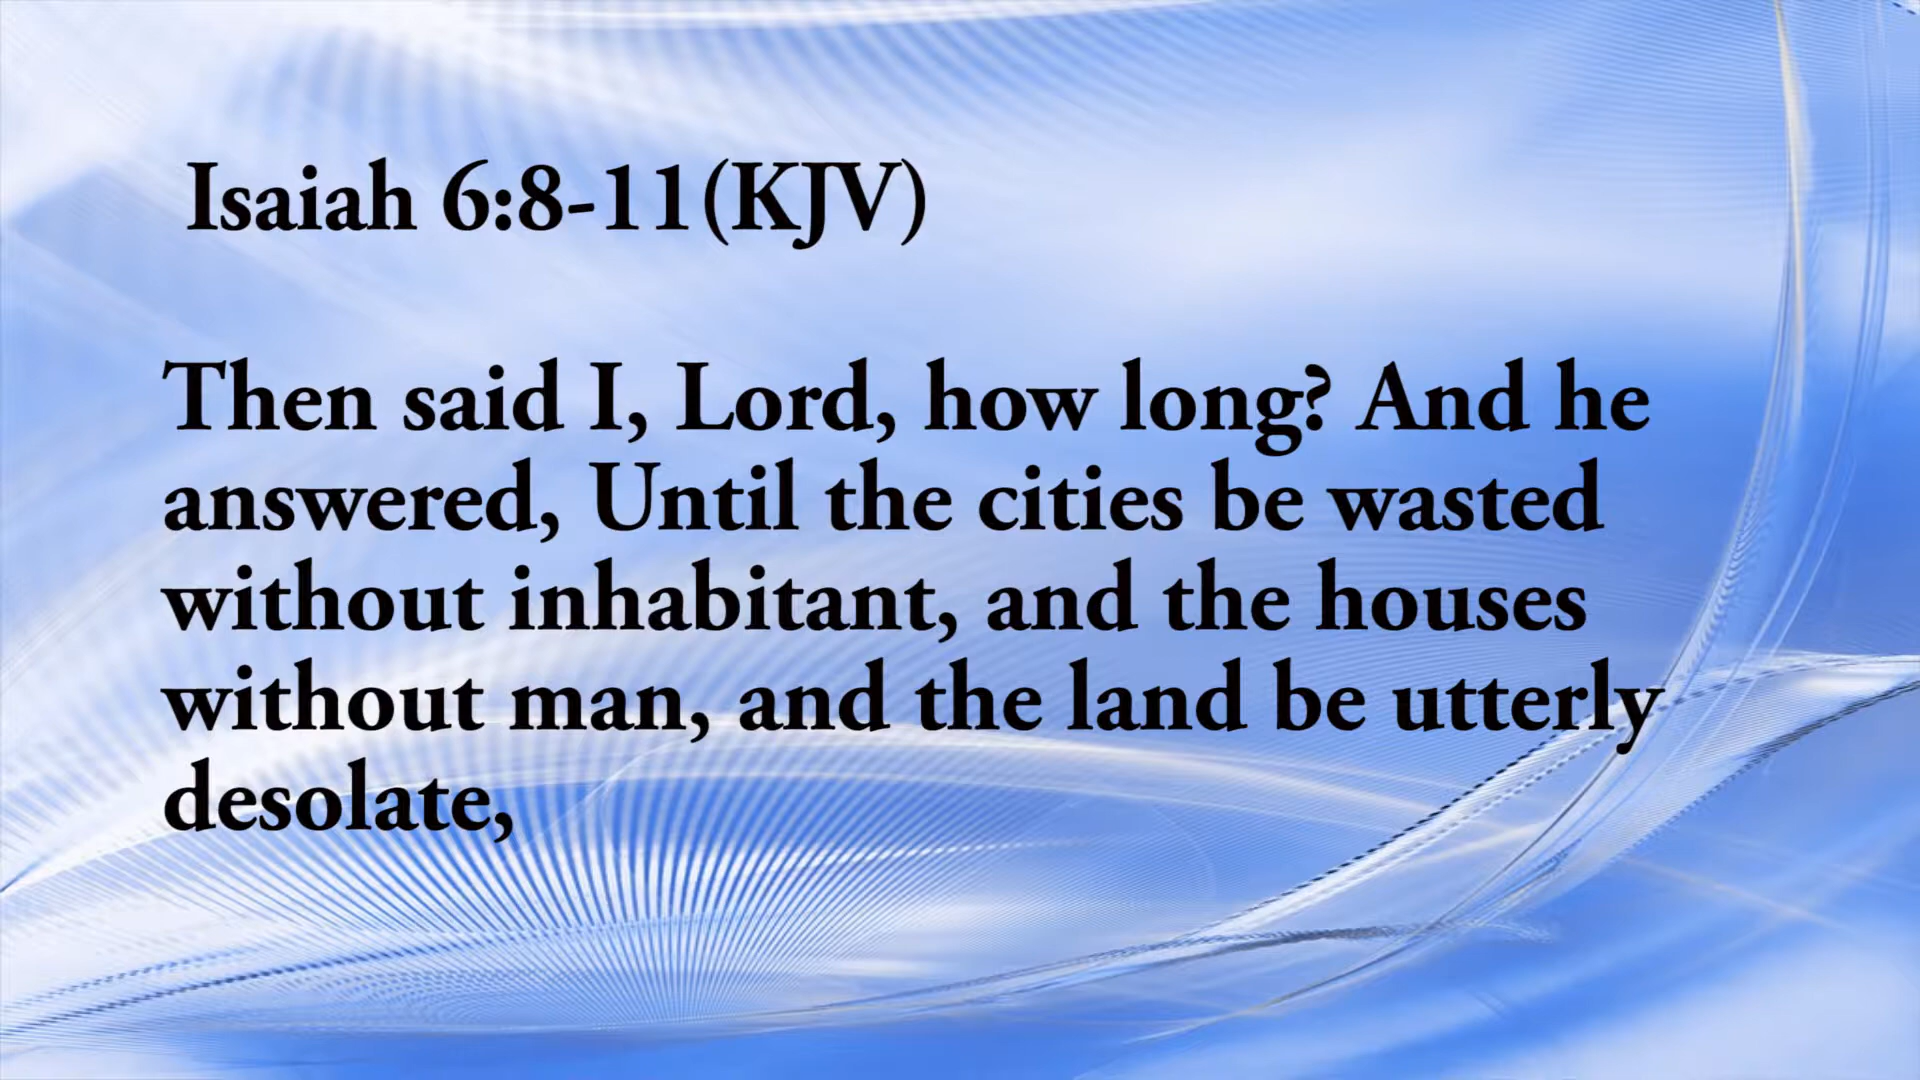 Isaiah 6:8-11(KJV)
Then said I, Lord, how long? And he
answered, Until the cities be wasted
without inhabitant, and the houses
without man, and the land be utterly
desolate,